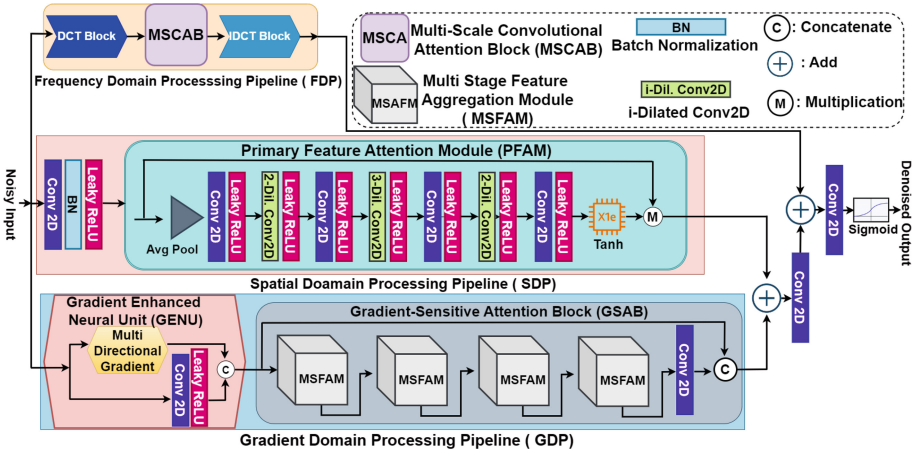 DCT Block
MSCAB
IDCT Block
Frequency Domain Processsing Pipeline ( FDP)
MSCA
Multi-Scale Convolutional
Attention Block (MSCAB)
BN
Batch Normalization
C
: Concatenate
MSAFM
Multi Stage Feature
Aggregation Module
( MSFAM)
i-Dil. Conv2D
i-Dilated Conv2D
: Add
M
: Multiplication
Noisy Input
Conv 2D
BN
Leaky ReLU
Primary Feature Attention Module (PFAM)
Avg Pool
Conv 2D
Leaky ReLU
2-Dil. Conv2D
Leaky ReLU
Conv 2D
Leaky ReLU
3-Dil. Conv2D
Leaky ReLU
Conv 2D
Leaky ReLU
2-Dil. Conv2D
Leaky ReLU
Conv 2D
Leaky ReLU
X1e
Tanh
M
Spatial Doamain Processing Pipeline ( SDP)
Conv 2D
Conv 2D
Sigmoid
Denoised Output
Gradient Enhanced
Neural Unit (GENU)
Multi
Directional
Gradient
Conv 2D
Leaky ReLU
C
Gradient-Sensitive Attention Block (GSAB)
MSFAM
MSFAM
MSFAM
MSFAM
Conv 2D
C
Gradient Domain Processing Pipeline ( GDP)